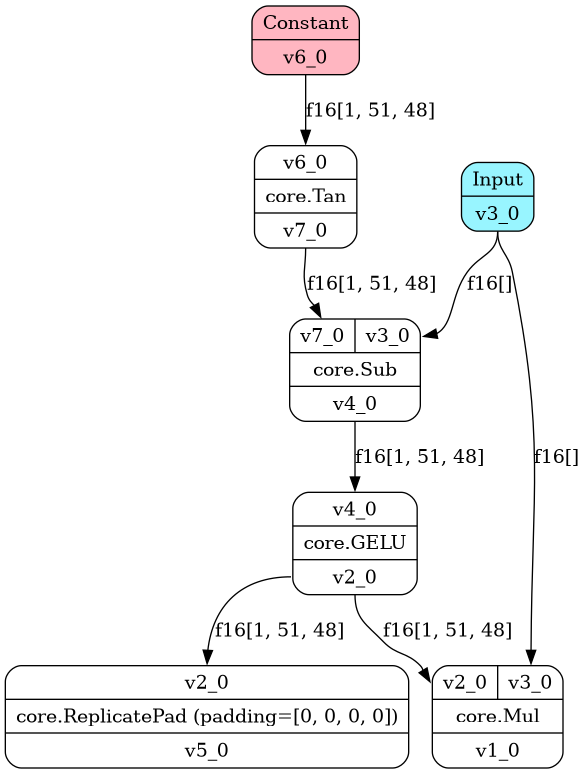 Constant
v6_0
f16[1, 51, 48]
v6_0
core.Tan
v7_0
Input
v3_0
f16[1, 51, 48]
f16[]
v7_0 v3_0
core.Sub
v4_0
f16[1, 51, 48]
f16[]
v4_0
core.GELU
v2_0
f16[1, 51, 48]
f16[1, 51, 48]
v2_0
core.ReplicatePad (padding=[0, 0, 0, 0])
v5_0
v2_0 v3_0
core.Mul
v1_0